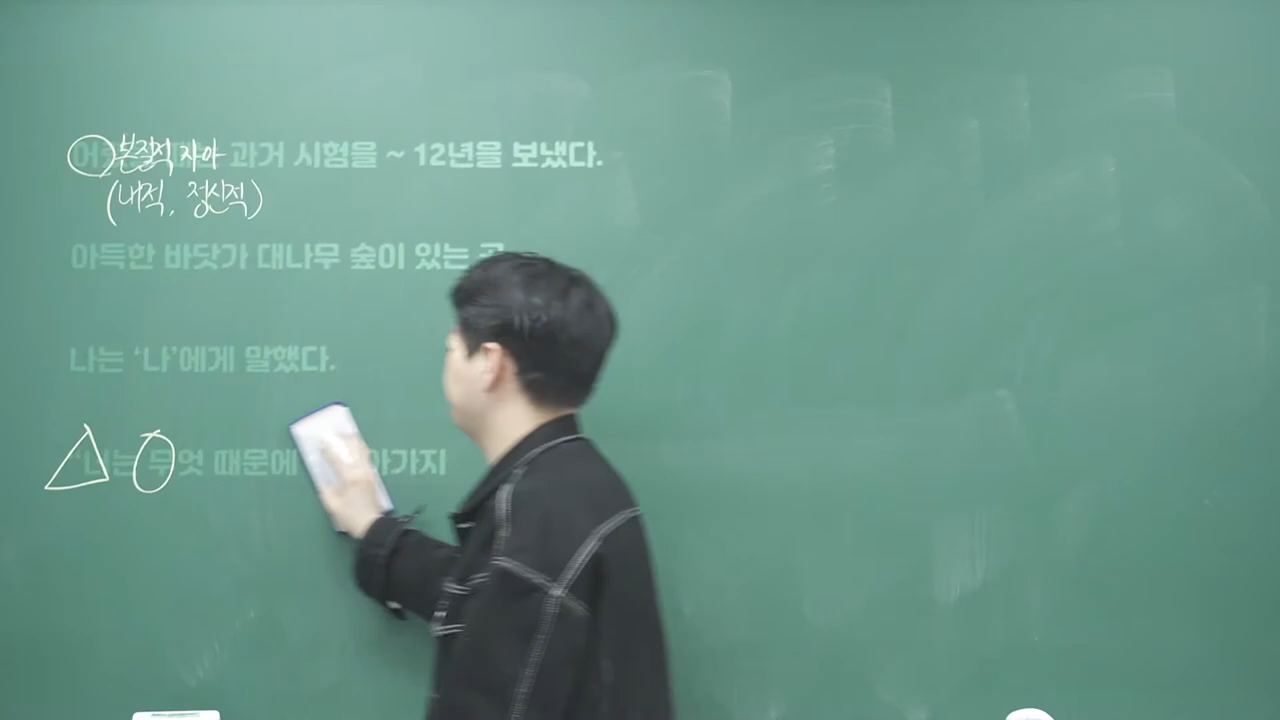 본질적 자아 과거 시험을 ~ 12년을 보냈다.
(내적, 정신적)
아득한 바닷가 대나무 숲이 있는
나는 ‘나’에게 말했다.
‘너는 무엇 때문에